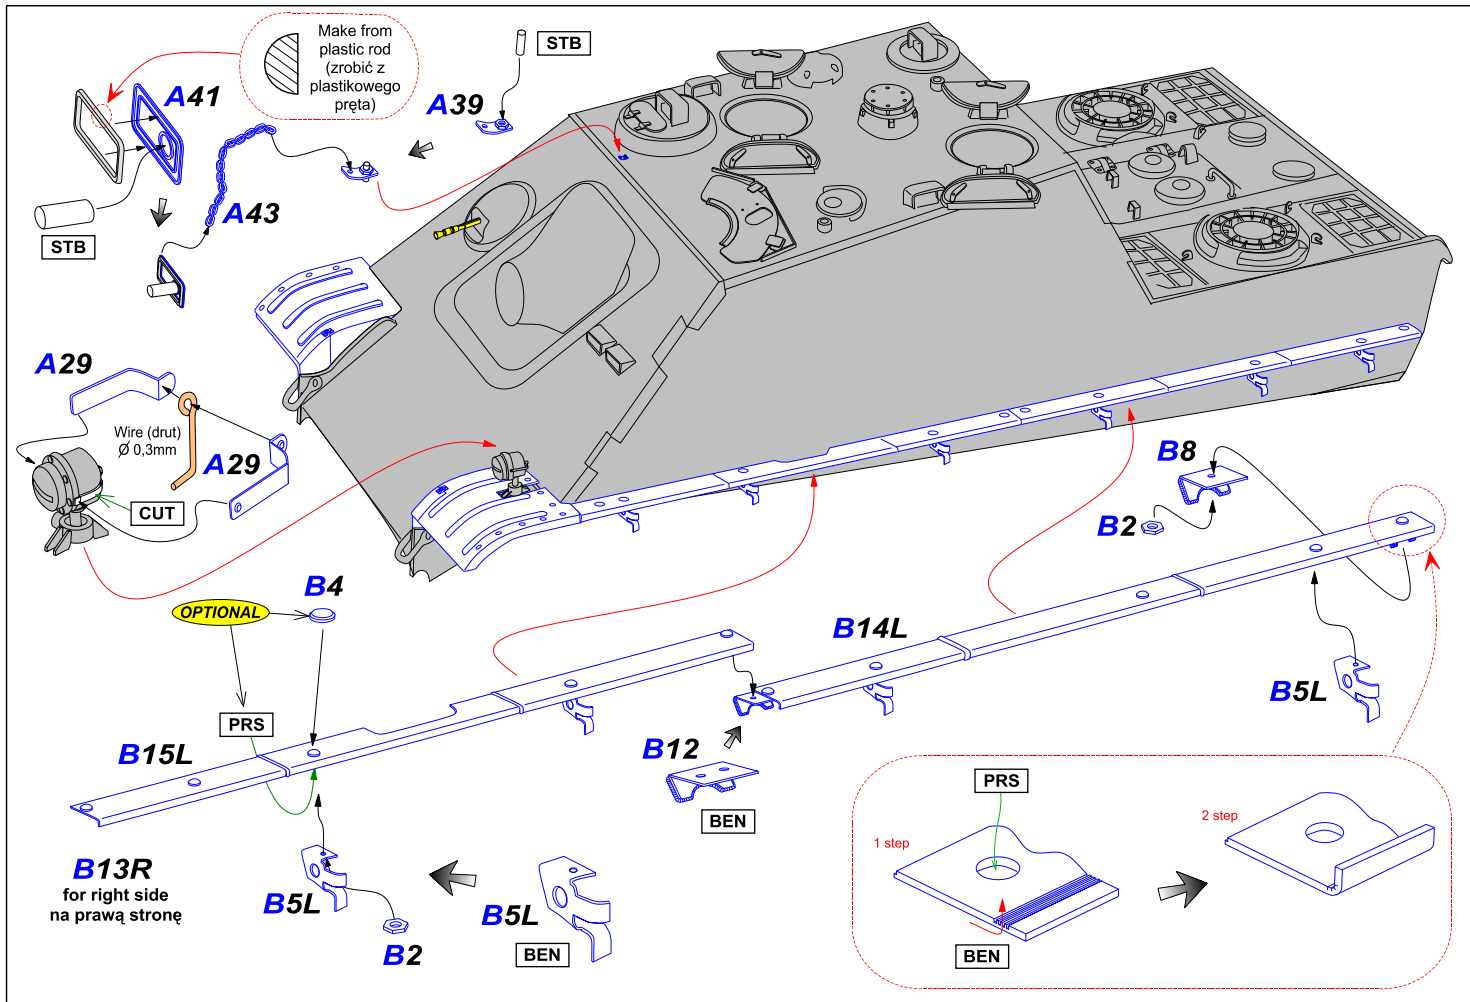 Make from
plastic rod
(zrobić z
plastikowego
pręta)
STB
A41
A39
A43
STB
A29
Wire (drut)
Ø 0,3mm
A29
CUT
B8
B2
B4
OPTIONAL
B14L
PRS
B5L
B15L
B12
BEN
PRS
1 step
2 step
B13R
for right side
na prawą stronę
B5L
B5L
B2
BEN
BEN